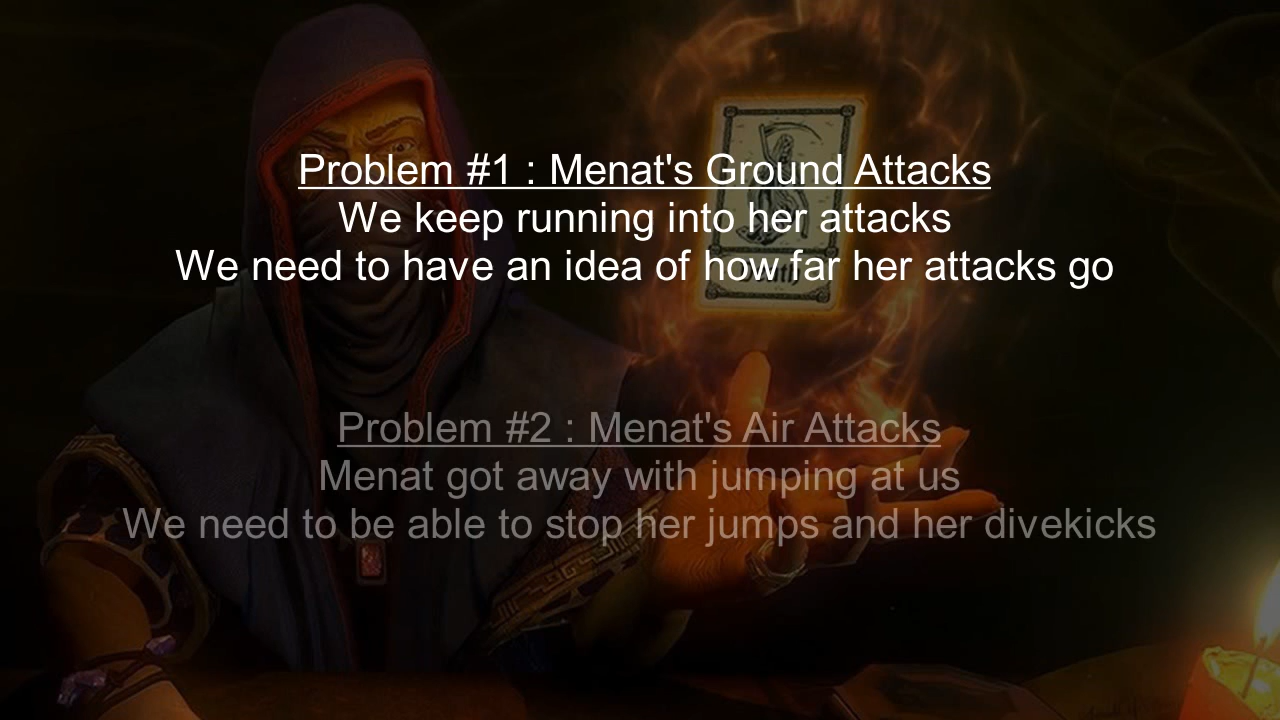 Problem #1 : Menat's Ground Attacks
We keep running into her attacks
We need to have an idea of how far her attacks go
Death
Problem #2 : Menat's Air Attacks
Menat got away with jumping at us
We need to be able to stop her jumps and her divekicks